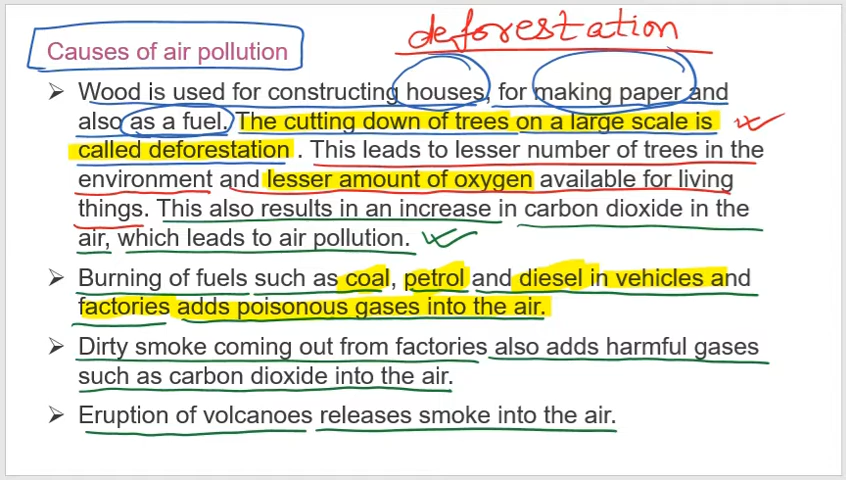 deforestation
Causes of air pollution
➢ Wood is used for constructing houses, for making paper and
also as a fuel. The cutting down of trees on a large scale is
called deforestation . This leads to lesser number of trees in the
environment and lesser amount of oxygen available for living
things. This also results in an increase in carbon dioxide in the
air, which leads to air pollution.
➢ Burning of fuels such as coal, petrol and diesel in vehicles and
factories adds poisonous gases into the air.
➢ Dirty smoke coming out from factories also adds harmful gases
such as carbon dioxide into the air.
➢ Eruption of volcanoes releases smoke into the air.